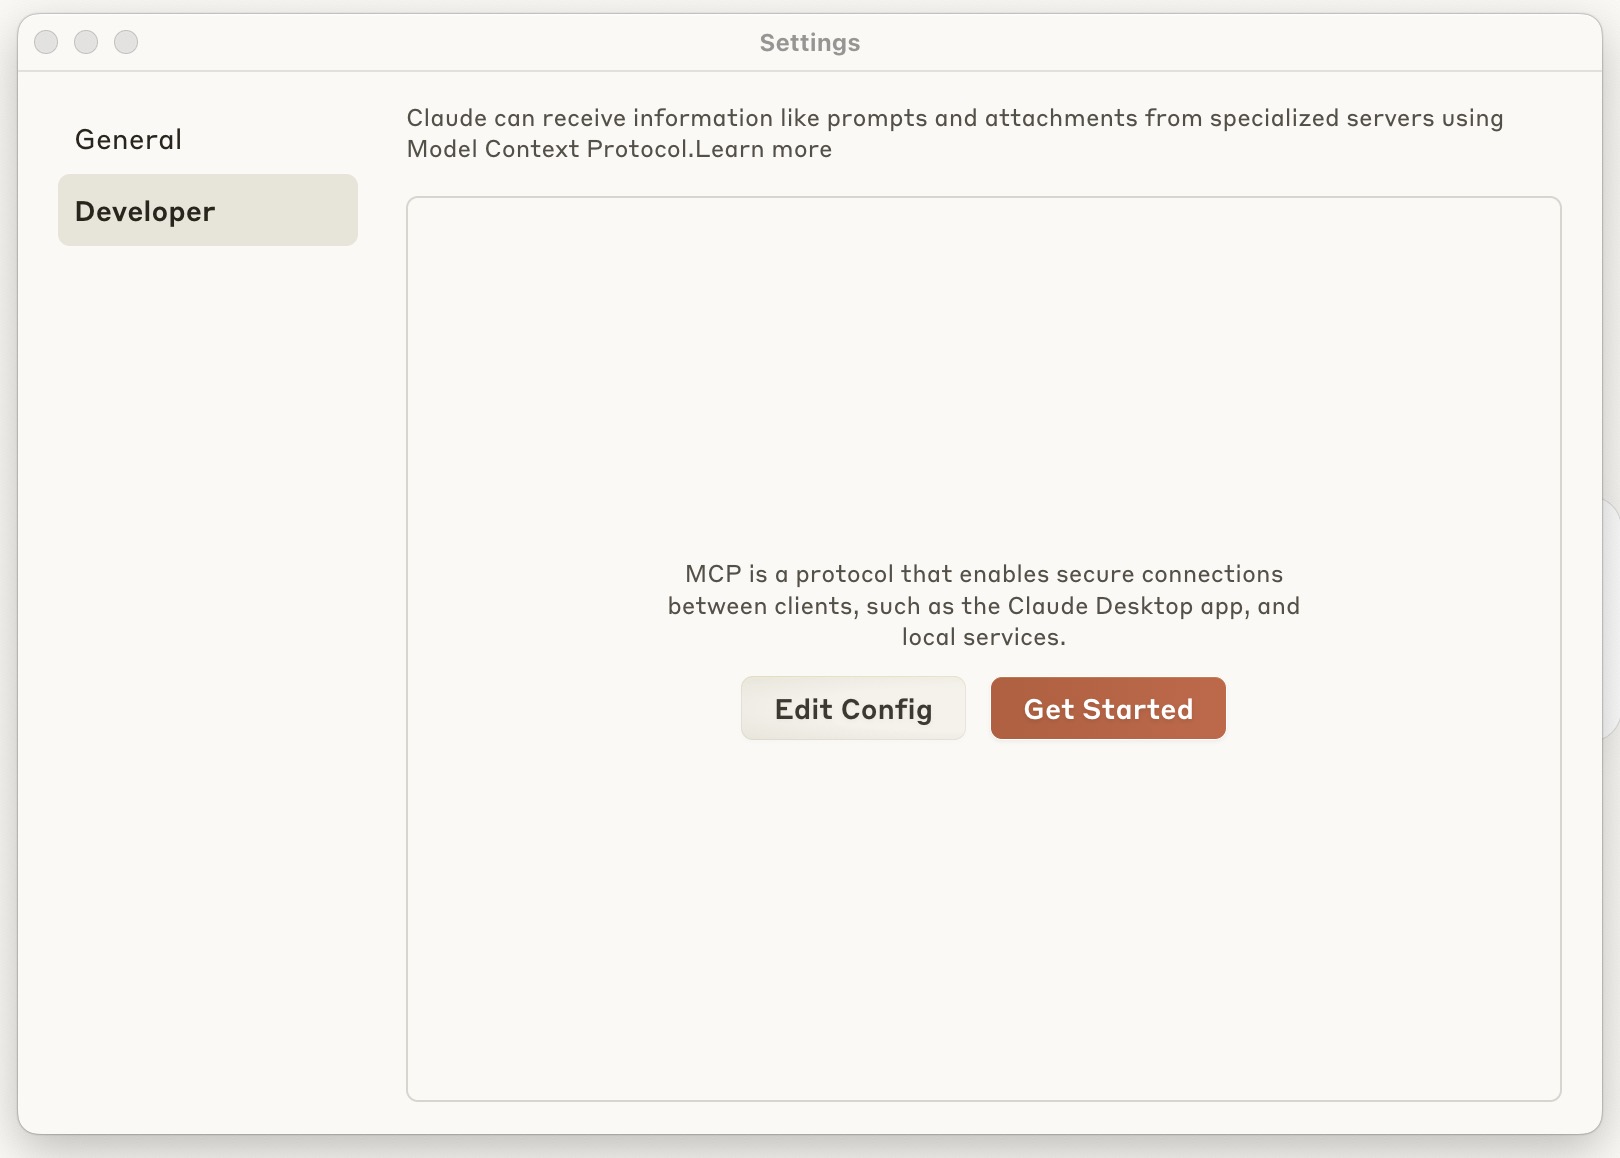 Settings
General
Developer
Claude can receive information like prompts and attachments from specialized servers using
Model Context Protocol.Learn more
MCP is a protocol that enables secure connections
between clients, such as the Claude Desktop app, and
local services.
Edit Config
Get Started